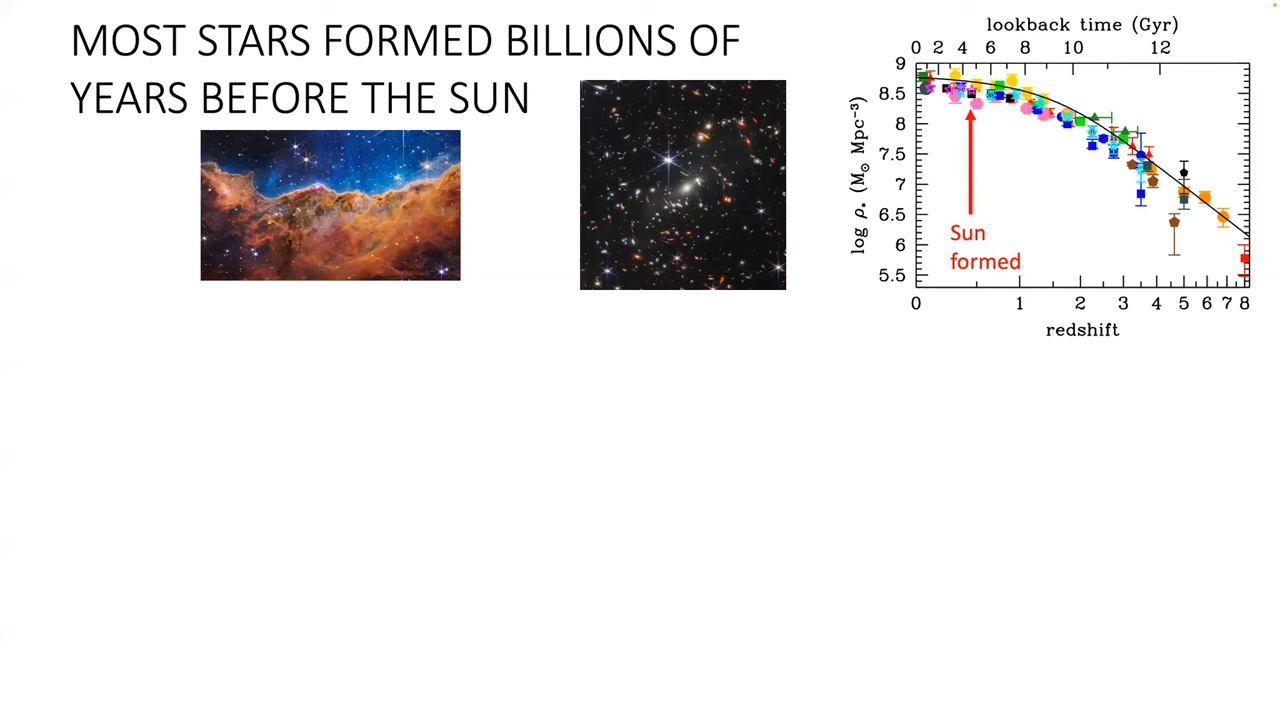 MOST STARS FORMED BILLIONS OF
YEARS BEFORE THE SUN
lookback time (Gyr)
0 2 4 6 8 10 12
9
8.5
8
7.5
7
6.5
6
5.5
log ρ* (M⊙ Mpc⁻³)
Sun
formed
0 1 2 3 4 5 6 7 8
redshift